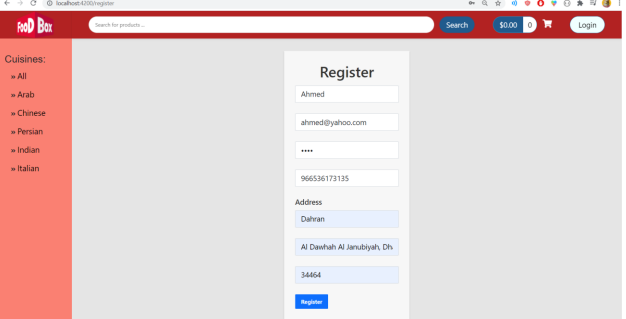 localhost:4200/register
FooD Box
Search for products...
Search
$0.00
0
Login
Cuisines:
» All
» Arab
» Chinese
» Persian
» Indian
» Italian
Register
Ahmed
ahmed@yahoo.com
••••
966536173135
Address
Dahran
Al Dawhah Al Janubiyah, Dha
34464
Register